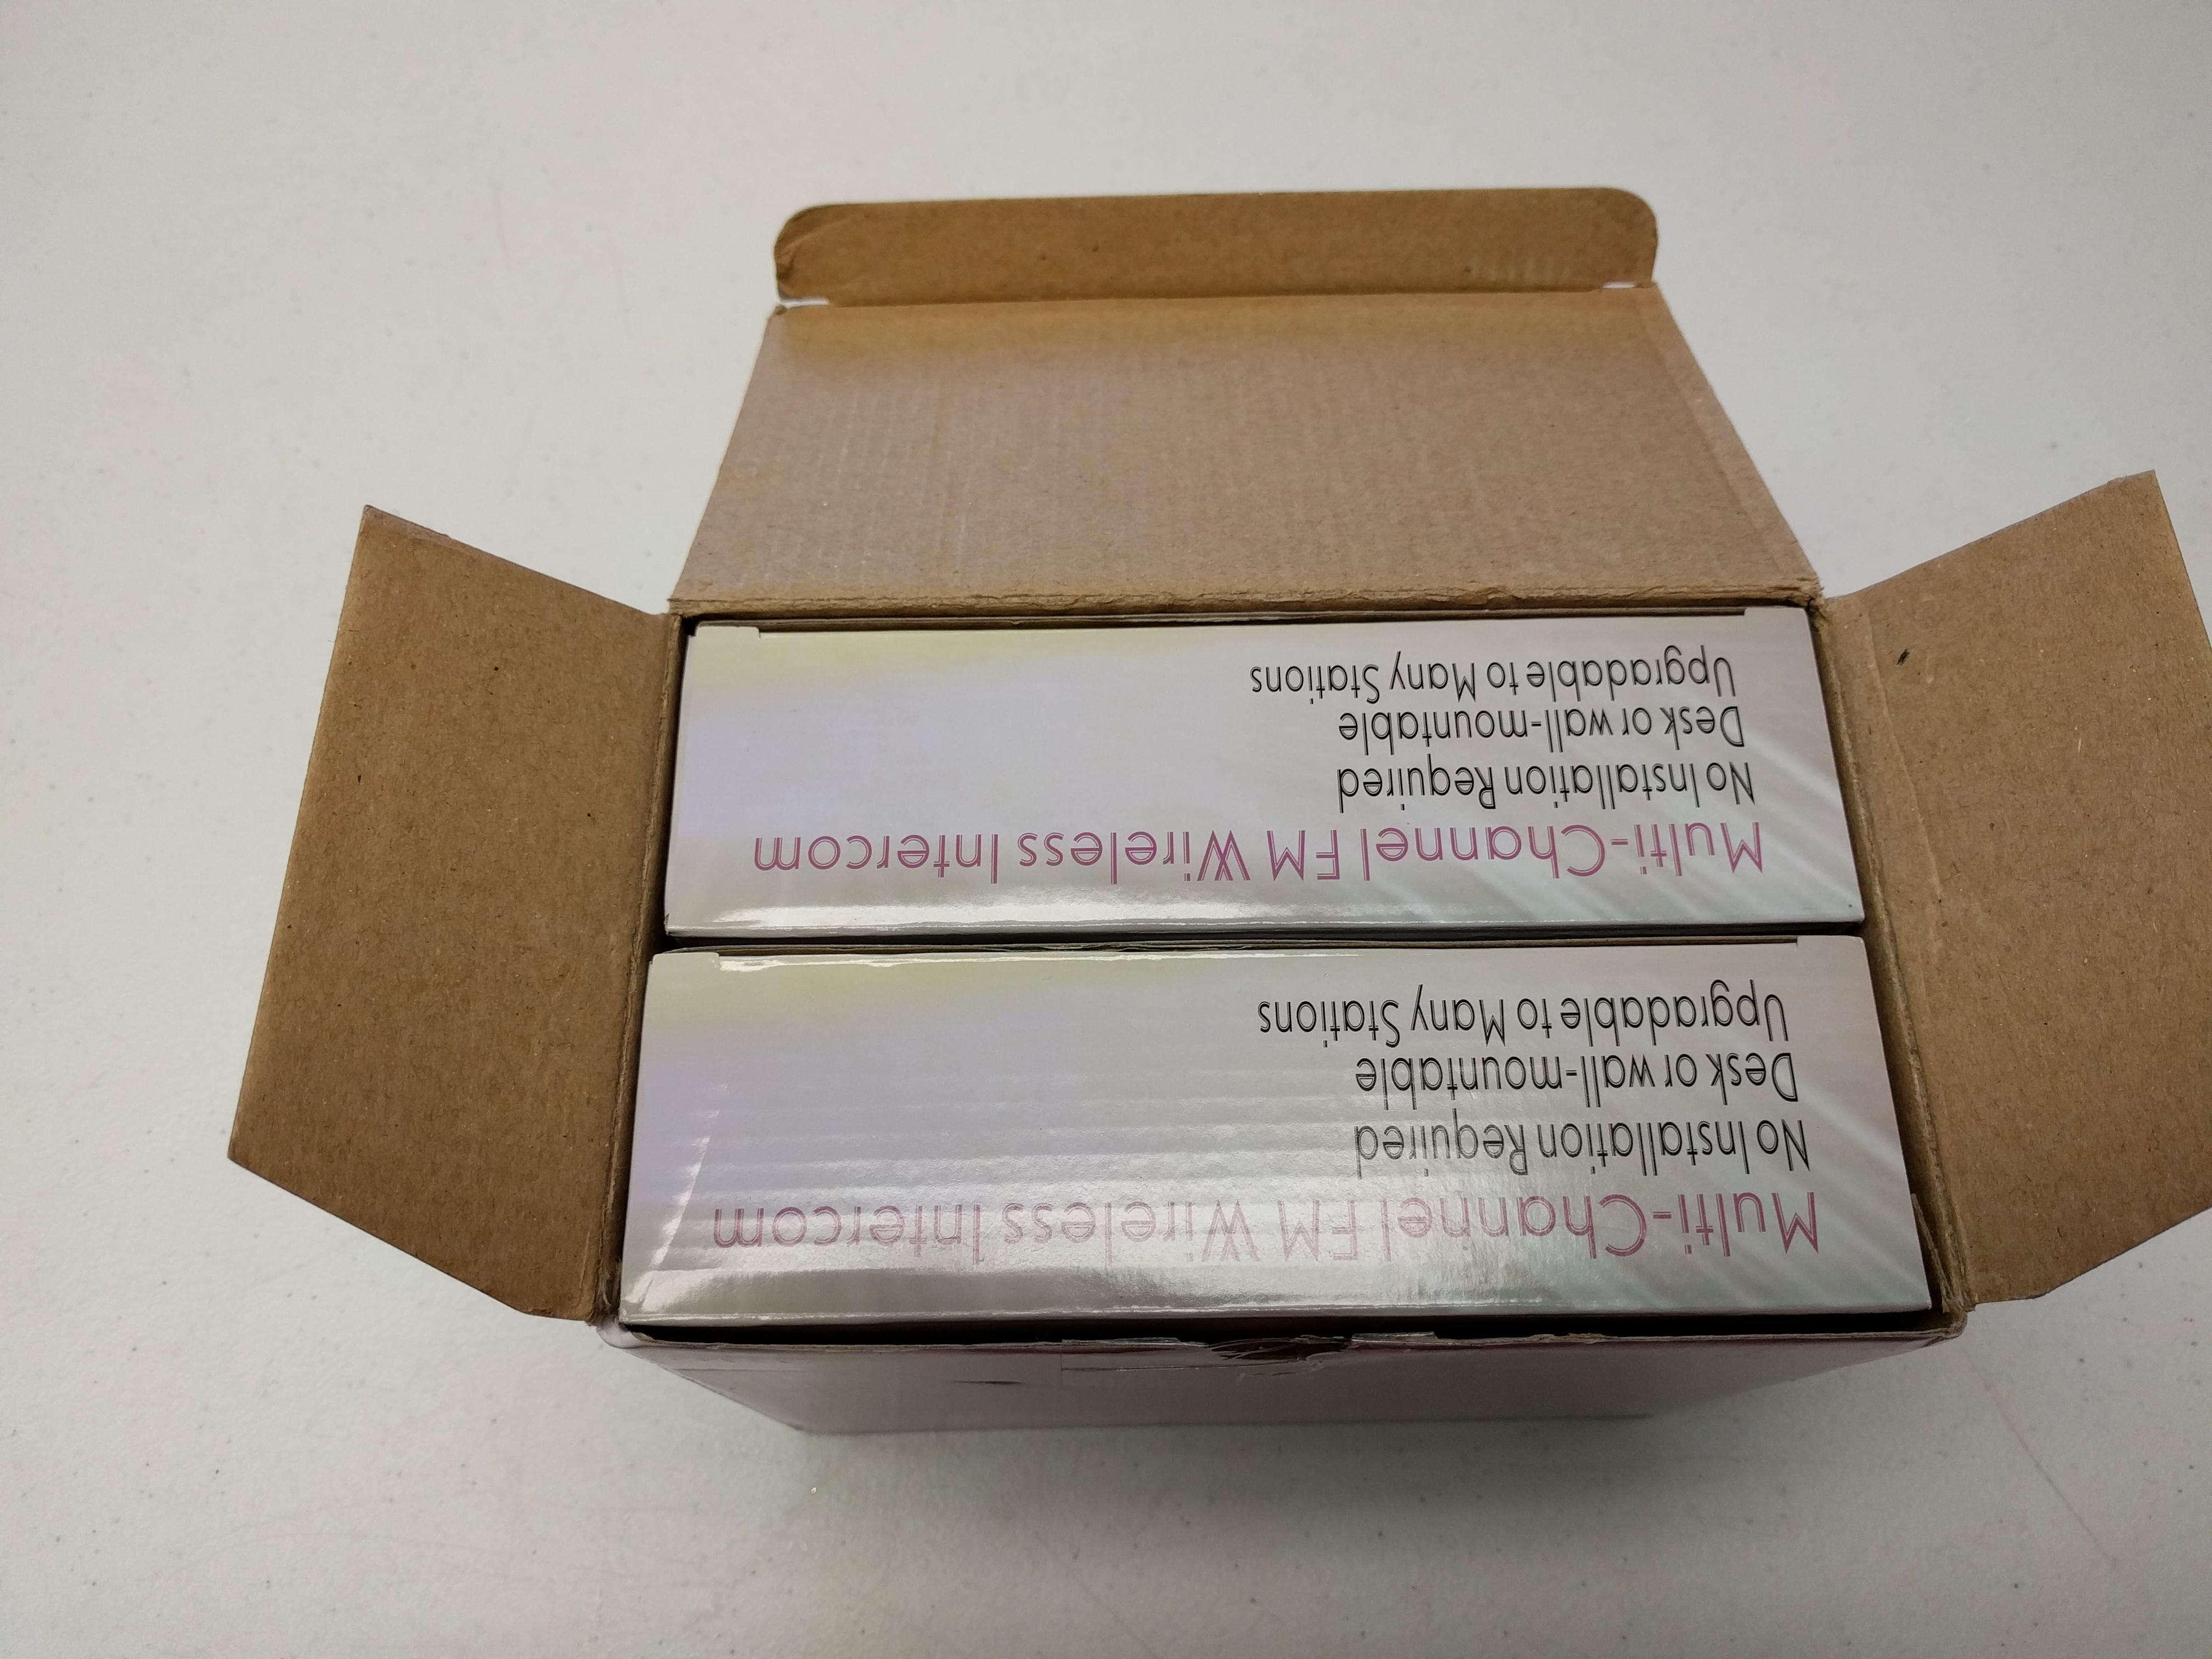 Multi-Channel FM Wireless Intercom
No Installation Required
Desk or wall-mountable
Upgradable to Many Stations
Multi-Channel FM Wireless Intercom
No Installation Required
Desk or wall-mountable
Upgradable to Many Stations